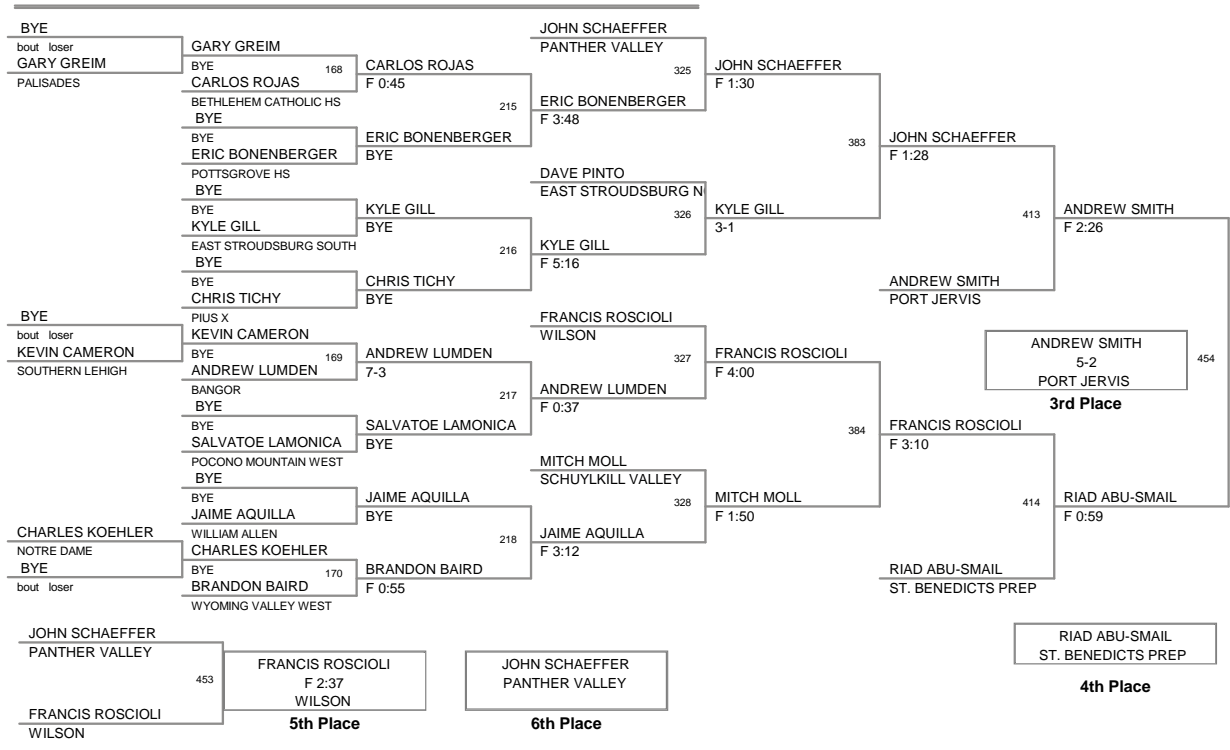 BYE
bout loser
GARY GREIM
PALISADES
BYE
bout loser
KEVIN CAMERON
SOUTHERN LEHIGH
CHARLES KOEHLER
NOTRE DAME
BYE
bout loser
GARY GREIM
BYE
168
CARLOS ROJAS
BETHLEHEM CATHOLIC HS
BYE
BYE
ERIC BONENBERGER
POTTSGROVE HS
BYE
BYE
KYLE GILL
EAST STROUDSBURG SOUTH
BYE
BYE
CHRIS TICHY
PIUS X
KEVIN CAMERON
BYE
169
ANDREW LUMDEN
BANGOR
BYE
BYE
SALVATOE LAMONICA
POCONO MOUNTAIN WEST
BYE
BYE
JAIME AQUILLA
WILLIAM ALLEN
CHARLES KOEHLER
BYE
170
BRANDON BAIRD
WYOMING VALLEY WEST
CARLOS ROJAS
F 0:45
215
ERIC BONENBERGER
BYE
KYLE GILL
BYE
216
CHRIS TICHY
BYE
ANDREW LUMDEN
7-3
217
SALVATOE LAMONICA
BYE
JAIME AQUILLA
BYE
218
BRANDON BAIRD
F 0:55
JOHN SCHAEFFER
PANTHER VALLEY
325
ERIC BONENBERGER
F 3:48
DAVE PINTO
EAST STROUDSBURG N
326
KYLE GILL
F 5:16
FRANCIS ROSCIOLI
WILSON
327
ANDREW LUMDEN
F 0:37
MITCH MOLL
SCHUYLKILL VALLEY
328
JAIME AQUILLA
F 3:12
JOHN SCHAEFFER
F 1:30
383
KYLE GILL
3-1
FRANCIS ROSCIOLI
F 4:00
384
MITCH MOLL
F 1:50
JOHN SCHAEFFER
F 1:28
413
ANDREW SMITH
PORT JERVIS
FRANCIS ROSCIOLI
F 3:10
414
RIAD ABU-SMAIL
ST. BENEDICTS PREP
ANDREW SMITH
F 2:26
454
RIAD ABU-SMAIL
F 0:59
ANDREW SMITH
5-2
PORT JERVIS
3rd Place
JOHN SCHAEFFER
PANTHER VALLEY
453
FRANCIS ROSCIOLI
WILSON
FRANCIS ROSCIOLI
F 2:37
WILSON
5th Place
JOHN SCHAEFFER
PANTHER VALLEY
6th Place
RIAD ABU-SMAIL
ST. BENEDICTS PREP
4th Place